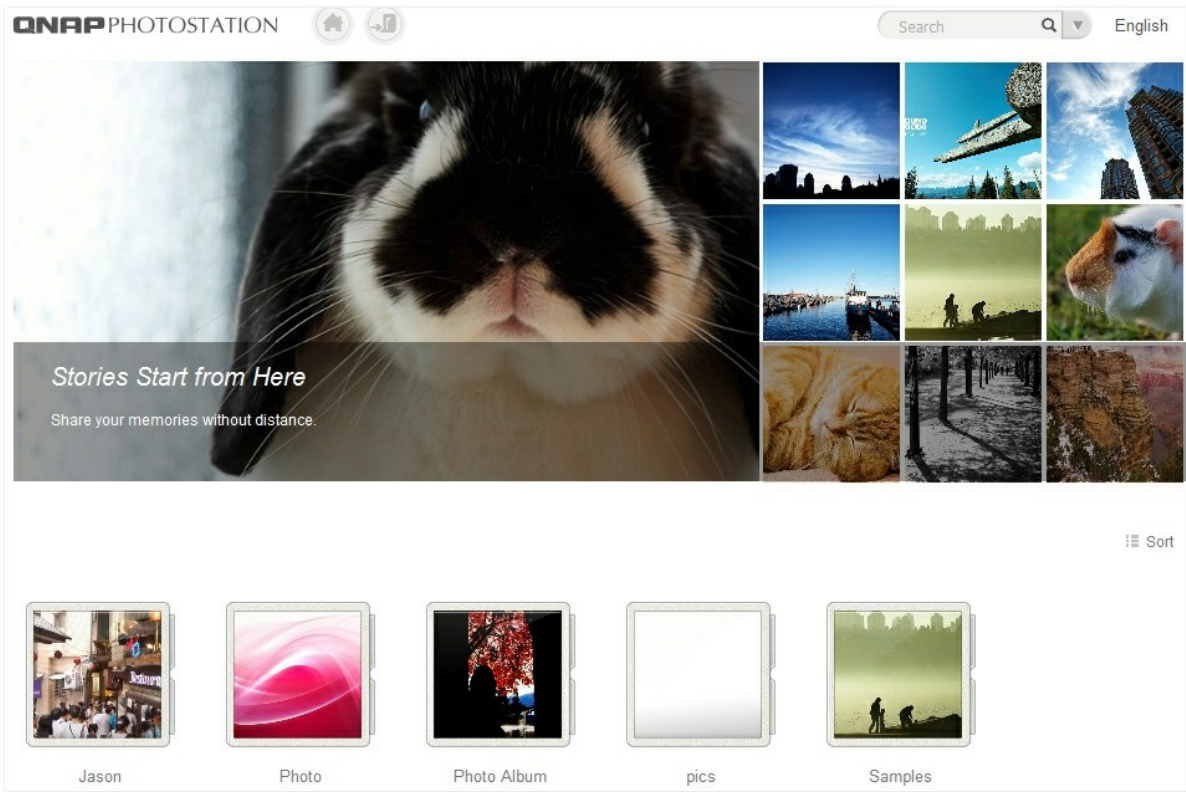 QNAP PHOTOSTATION
Search
English
Stories Start from Here
Share your memories without distance.
Sort
Jason
Photo
Photo Album
pics
Samples